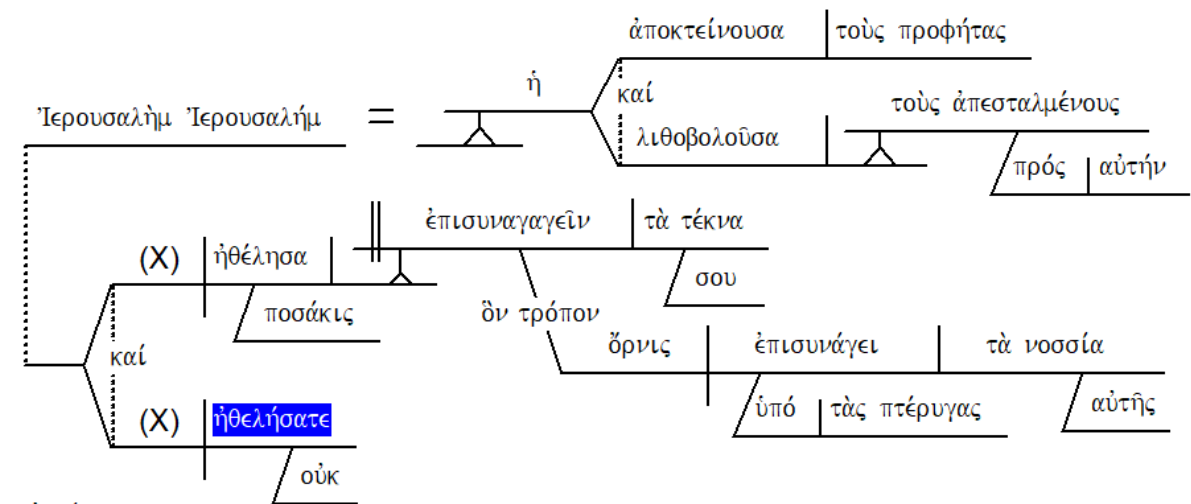 ἀποκτείνουσα τοὺς προφήτας
ἡ
καί
τοὺς ἀπεσταλμένους
Ἰερουσαλὴμ Ἰερουσαλήμ =
λιθοβολοῦσα
πρός αὐτήν
ἐπισυναγαγεῖν τὰ τέκνα
(X) ἠθέλησα
σου
ποσάκις
ὃν τρόπον
καί
ὄρνις ἐπισυνάγει τὰ νοσσία
(X) ἠθελήσατε
ὑπό τὰς πτέρυγας
αὐτῆς
οὐκ